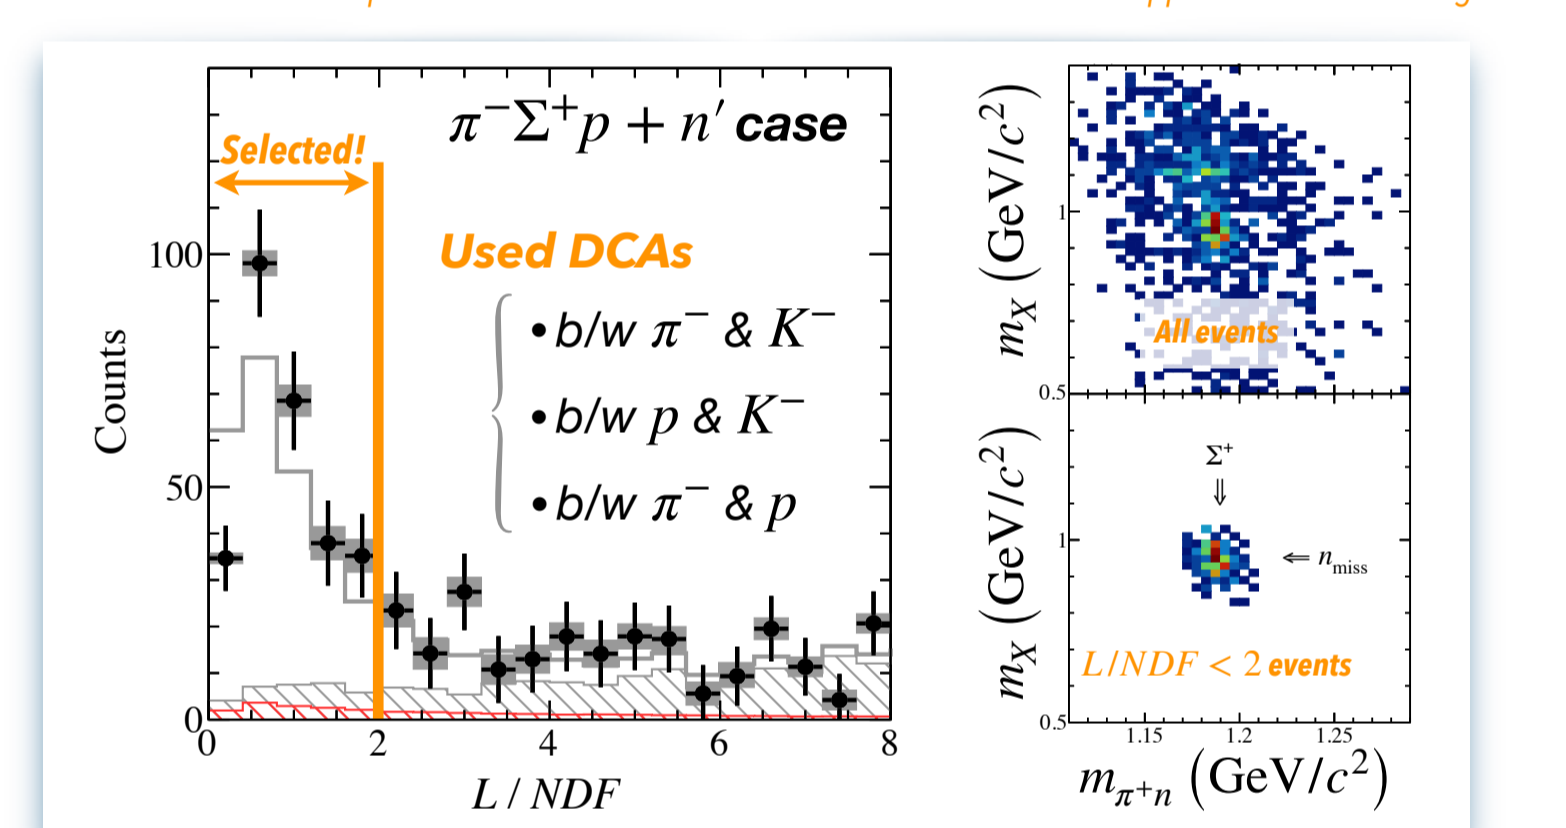 π⁻Σ⁺p + n′ case
Selected!
Used DCAs
• b/w π⁻ & K⁻
• b/w p & K⁻
• b/w π⁻ & p
100
50
0
Counts
0 2 4 6 8
L / NDF
m_X (GeV/c²)
1
0.5
All events
m_X (GeV/c²)
1
0.5
Σ⁺
⇓
⇐ n_miss
L/NDF < 2 events
1.15 1.2 1.25
m_π⁺n (GeV/c²)